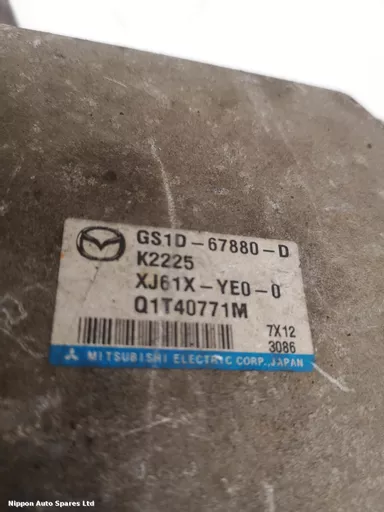 GS1D-67880-D
K2225
XJ61X-YE0-0
Q1T40771M
7X12
3086
MITSUBISHI ELECTRIC CORP.,JAPAN
Nippon Auto Spares Ltd